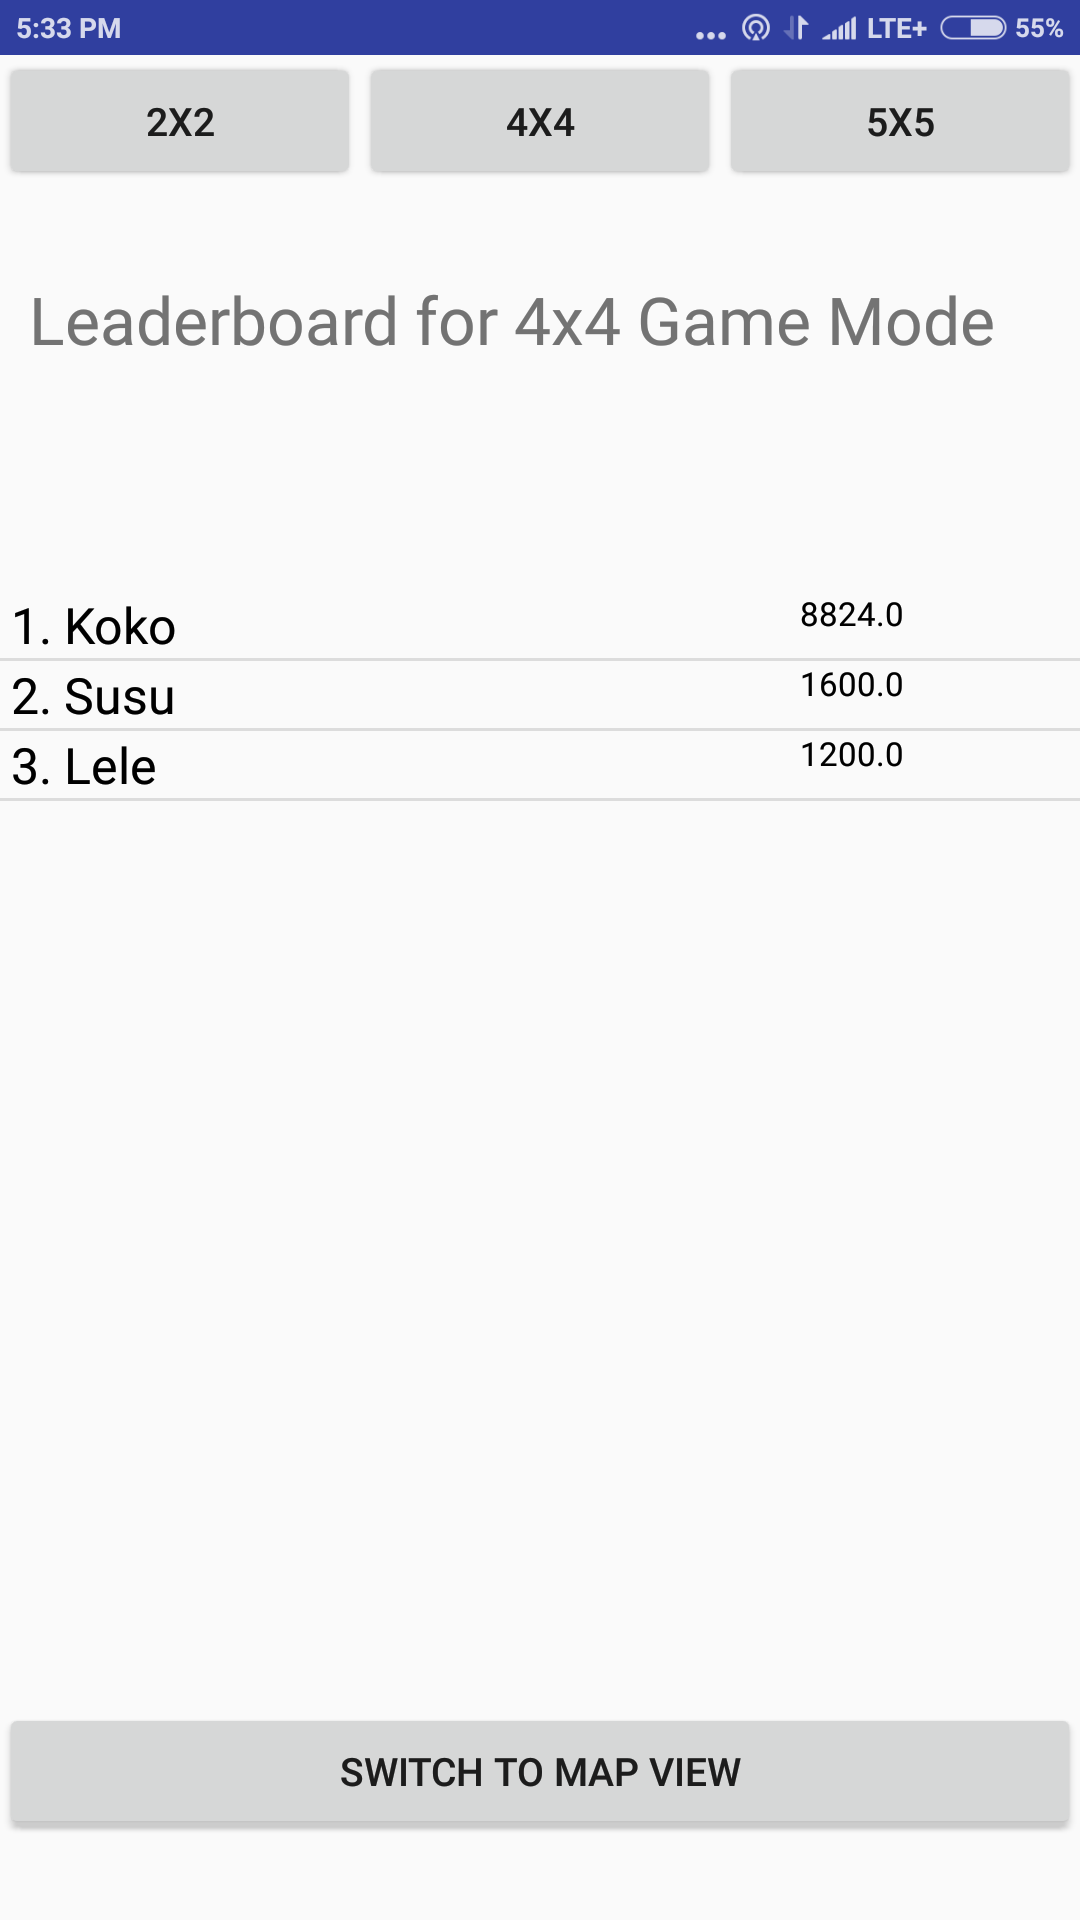 5:33 PM ... LTE+ 55%
2X2 4X4 5X5
Leaderboard for 4x4 Game Mode
1. Koko 8824.0
2. Susu 1600.0
3. Lele 1200.0
SWITCH TO MAP VIEW